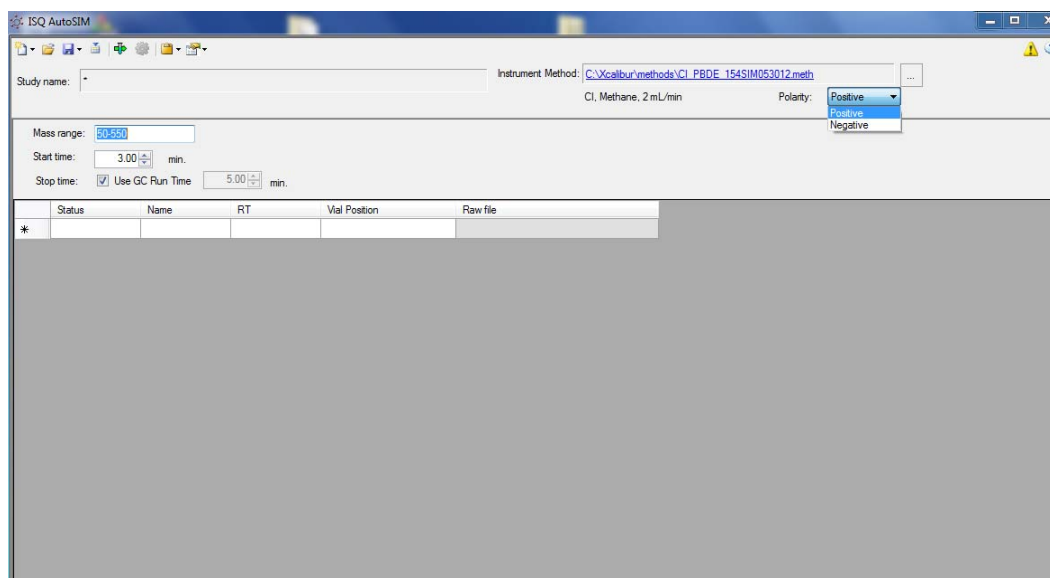 ISQ AutoSIM
Study name: *
Instrument Method: C:\Xcalibur\methods\CI_PBDE_154SIM053012.meth ...
CI, Methane, 2 mL/min Polarity: Positive
Positive
Negative
Mass range: 50-550
Start time: 3.00 min.
Stop time: Use GC Run Time 5.00 min.
Status Name RT Vial Position Raw file
*